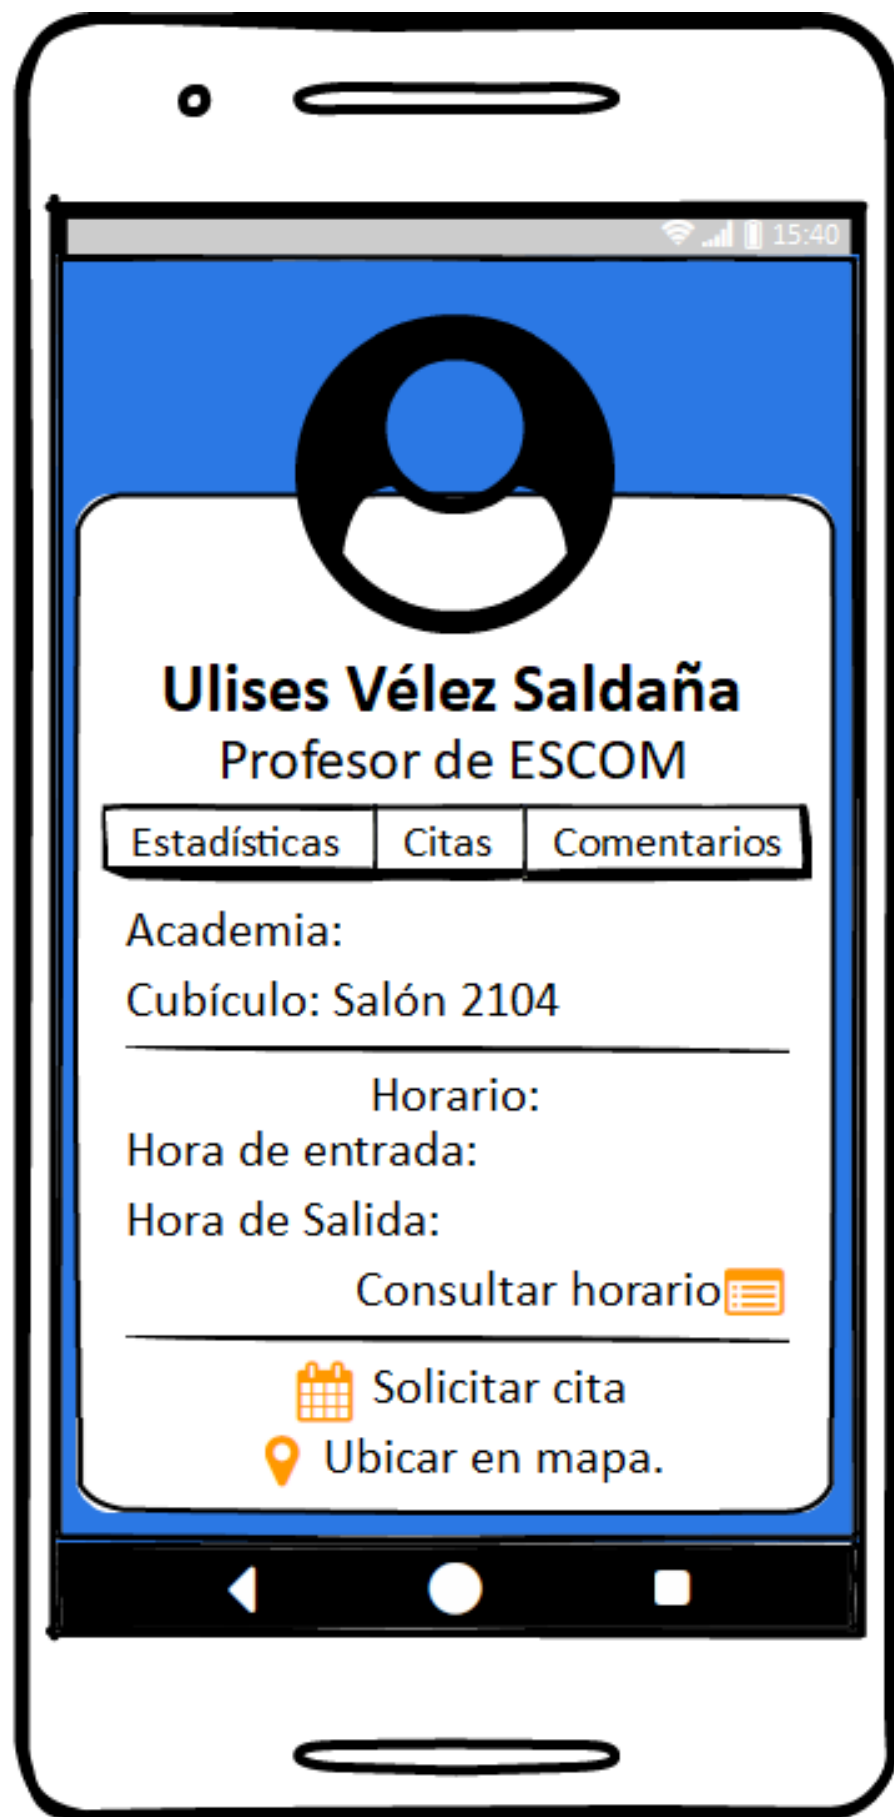 15:40
Ulises Vélez Saldaña
Profesor de ESCOM
Estadísticas Citas Comentarios
Academia:
Cubículo: Salón 2104
Horario:
Hora de entrada:
Hora de Salida:
Consultar horario
Solicitar cita
Ubicar en mapa.